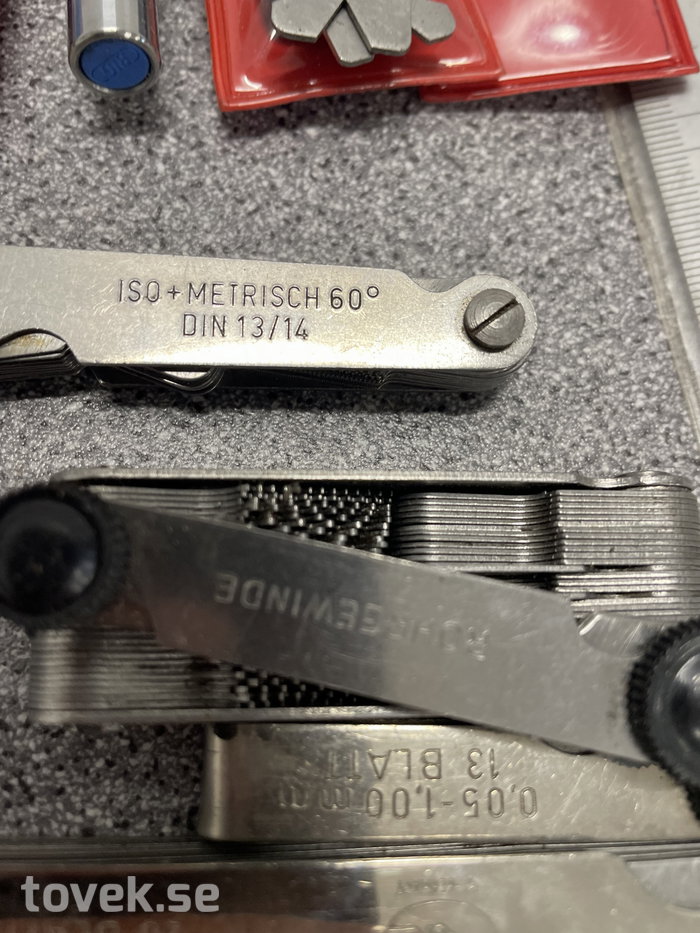 ISO+METRISCH 60°
DIN 13/14
ROHRGEWINDE
0,05-1,00 mm
13 BLATT
tovek.se